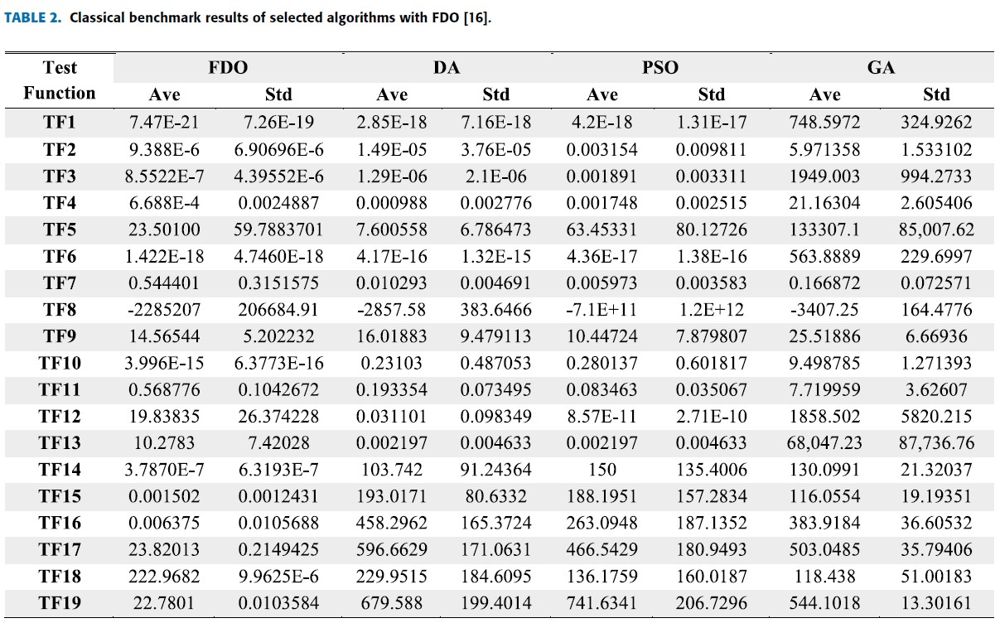 TABLE 2. Classical benchmark results of selected algorithms with FDO [16].
Test Function FDO DA PSO GA
Ave Std Ave Std Ave Std Ave Std
TF1 7.47E-21 7.26E-19 2.85E-18 7.16E-18 4.2E-18 1.31E-17 748.5972 324.9262
TF2 9.388E-6 6.90696E-6 1.49E-05 3.76E-05 0.003154 0.009811 5.971358 1.533102
TF3 8.5522E-7 4.39552E-6 1.29E-06 2.1E-06 0.001891 0.003311 1949.003 994.2733
TF4 6.688E-4 0.0024887 0.000988 0.002776 0.001748 0.002515 21.16304 2.605406
TF5 23.50100 59.7883701 7.600558 6.786473 63.45331 80.12726 133307.1 85,007.62
TF6 1.422E-18 4.7460E-18 4.17E-16 1.32E-15 4.36E-17 1.38E-16 563.8889 229.6997
TF7 0.544401 0.3151575 0.010293 0.004691 0.005973 0.003583 0.166872 0.072571
TF8 -2285207 206684.91 -2857.58 383.6466 -7.1E+11 1.2E+12 -3407.25 164.4776
TF9 14.56544 5.202232 16.01883 9.479113 10.44724 7.879807 25.51886 6.66936
TF10 3.996E-15 6.3773E-16 0.23103 0.487053 0.280137 0.601817 9.498785 1.271393
TF11 0.568776 0.1042672 0.193354 0.073495 0.083463 0.035067 7.719959 3.62607
TF12 19.83835 26.374228 0.031101 0.098349 8.57E-11 2.71E-10 1858.502 5820.215
TF13 10.2783 7.42028 0.002197 0.004633 0.002197 0.004633 68,047.23 87,736.76
TF14 3.7870E-7 6.3193E-7 103.742 91.24364 150 135.4006 130.0991 21.32037
TF15 0.001502 0.0012431 193.0171 80.6332 188.1951 157.2834 116.0554 19.19351
TF16 0.006375 0.0105688 458.2962 165.3724 263.0948 187.1352 383.9184 36.60532
TF17 23.82013 0.2149425 596.6629 171.0631 466.5429 180.9493 503.0485 35.79406
TF18 222.9682 9.9625E-6 229.9515 184.6095 136.1759 160.0187 118.438 51.00183
TF19 22.7801 0.0103584 679.588 199.4014 741.6341 206.7296 544.1018 13.30161